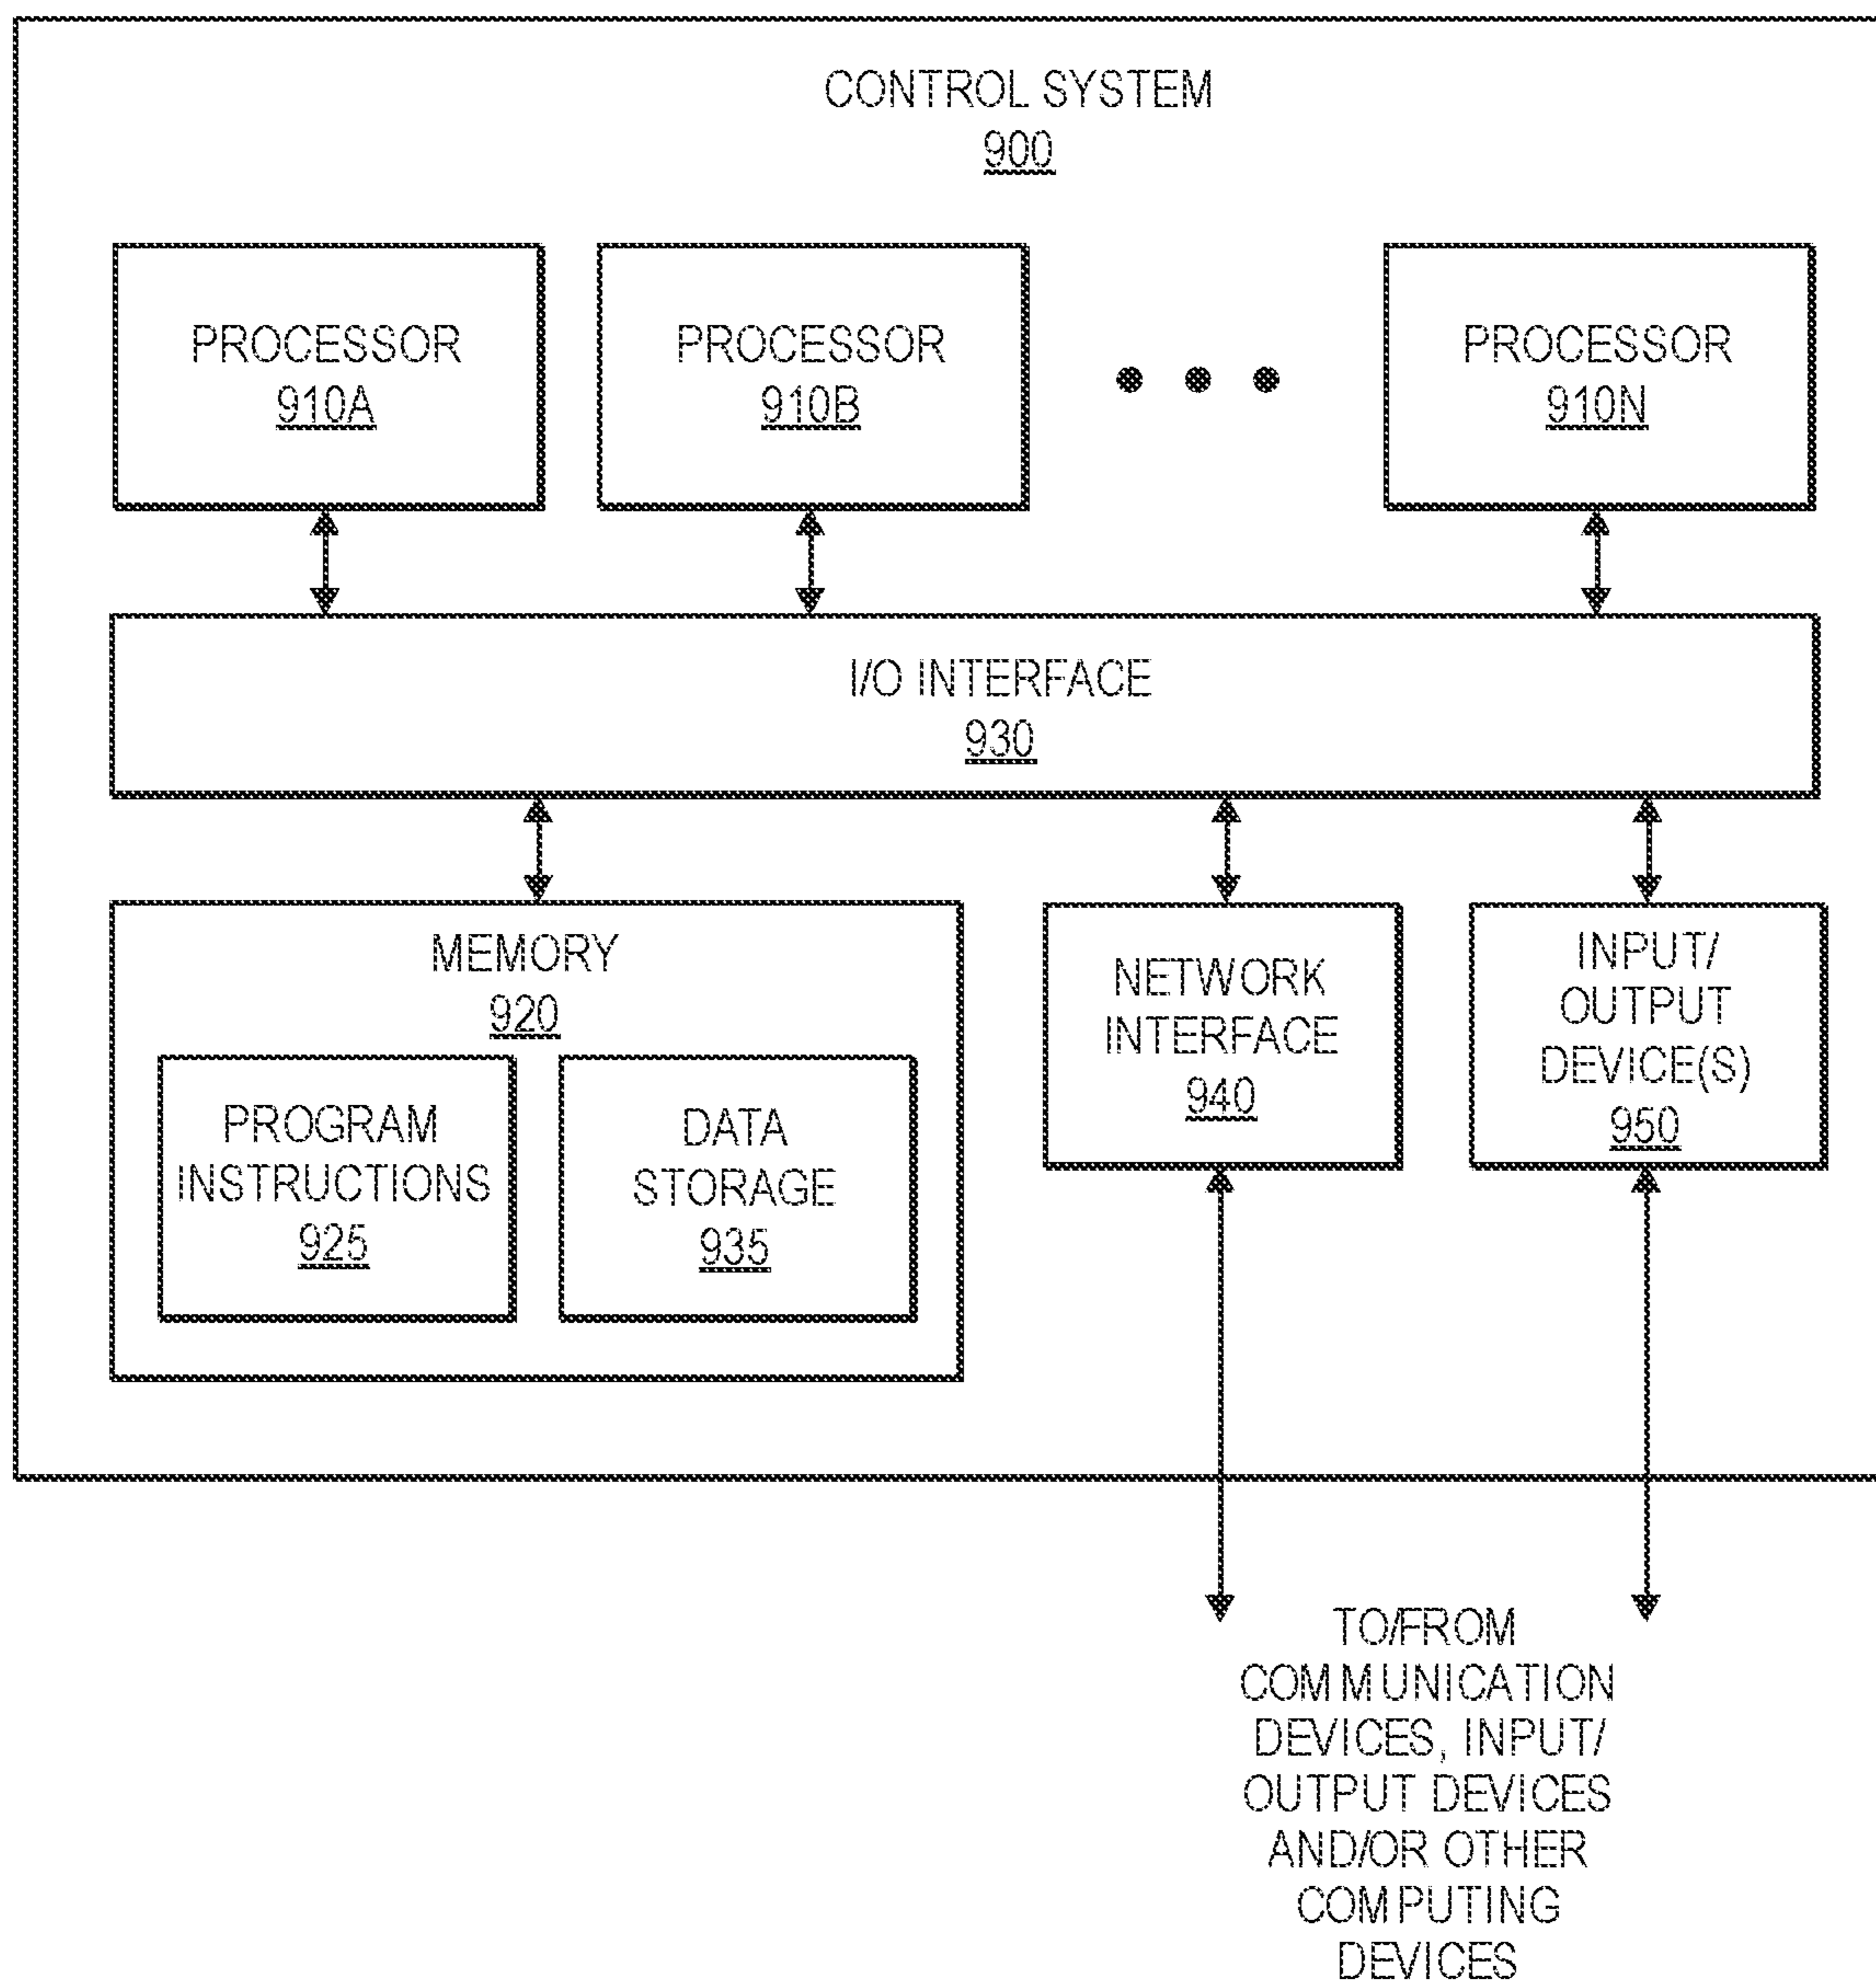 CONTROL SYSTEM
900
PROCESSOR
910A
PROCESSOR
910B
PROCESSOR
910N
I/O INTERFACE
930
MEMORY
920
PROGRAM
INSTRUCTIONS
925
DATA
STORAGE
935
NETWORK
INTERFACE
940
INPUT/
OUTPUT
DEVICE(S)
950
TO/FROM
COMMUNICATION
DEVICES, INPUT/
OUTPUT DEVICES
AND/OR OTHER
COMPUTING
DEVICES